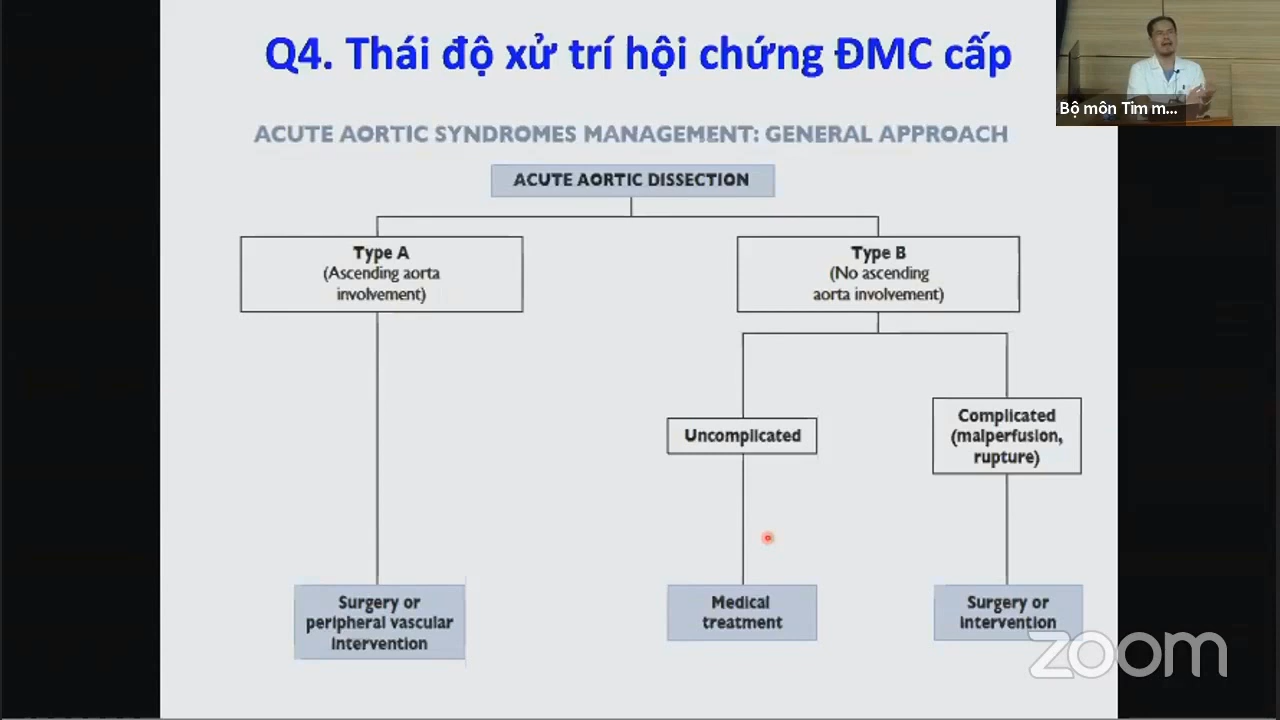 Q4. Thái độ xử trí hội chứng ĐMC cấp
Bộ môn Tim m...
ACUTE AORTIC SYNDROMES MANAGEMENT: GENERAL APPROACH
ACUTE AORTIC DISSECTION
Type A
(Ascending aorta
involvement)
Type B
(No ascending
aorta involvement)
Uncomplicated
Complicated
(malperfusion,
rupture)
Surgery or
peripheral vascular
intervention
Medical
treatment
Surgery or
intervention
zoom